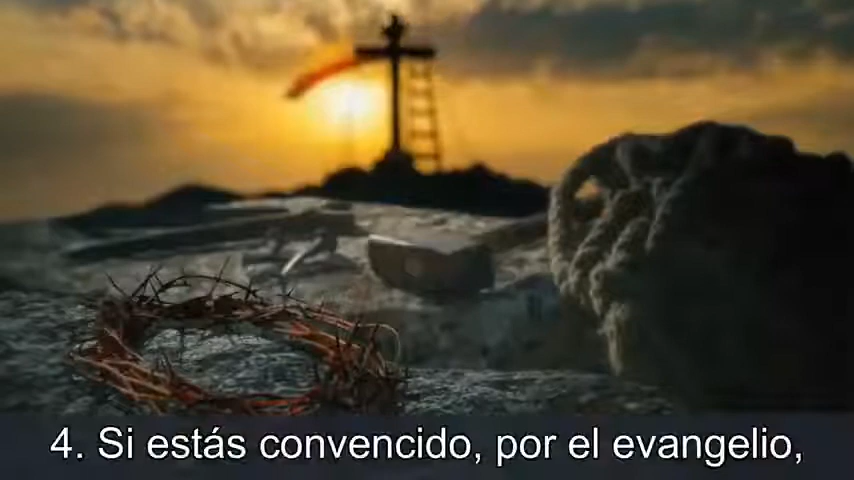 4. Si estás convencido, por el evangelio,